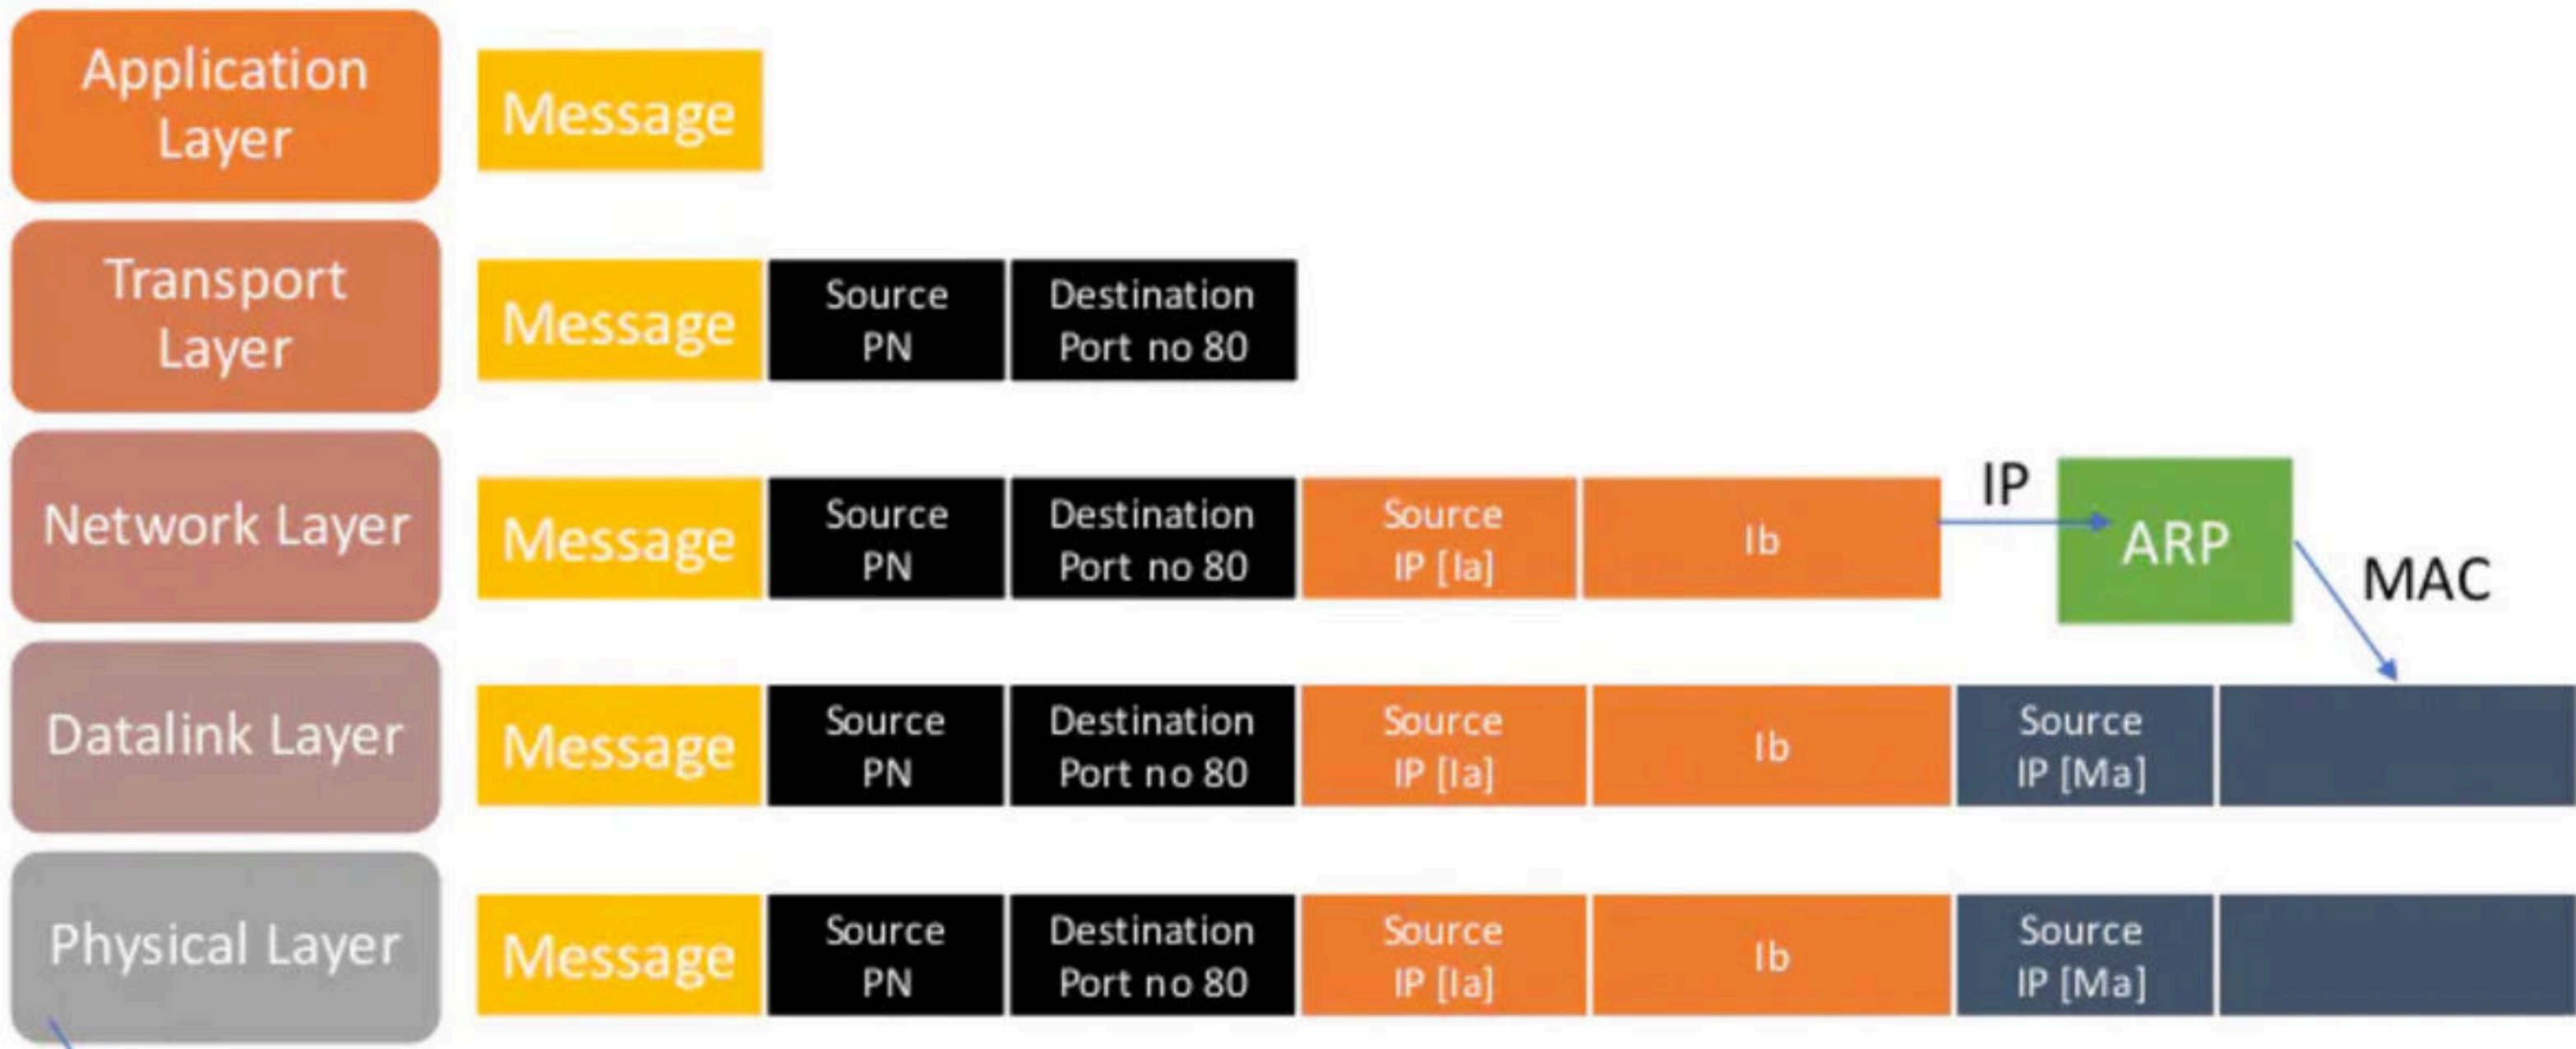 Application
Layer
Message
Transport
Layer
Message
Source
PN
Destination
Port no 80
Network Layer
Message
Source
PN
Destination
Port no 80
Source
IP [Ia]
Ib
IP
ARP
MAC
Datalink Layer
Message
Source
PN
Destination
Port no 80
Source
IP [Ia]
Ib
Source
IP [Ma]
Physical Layer
Message
Source
PN
Destination
Port no 80
Source
IP [Ia]
Ib
Source
IP [Ma]